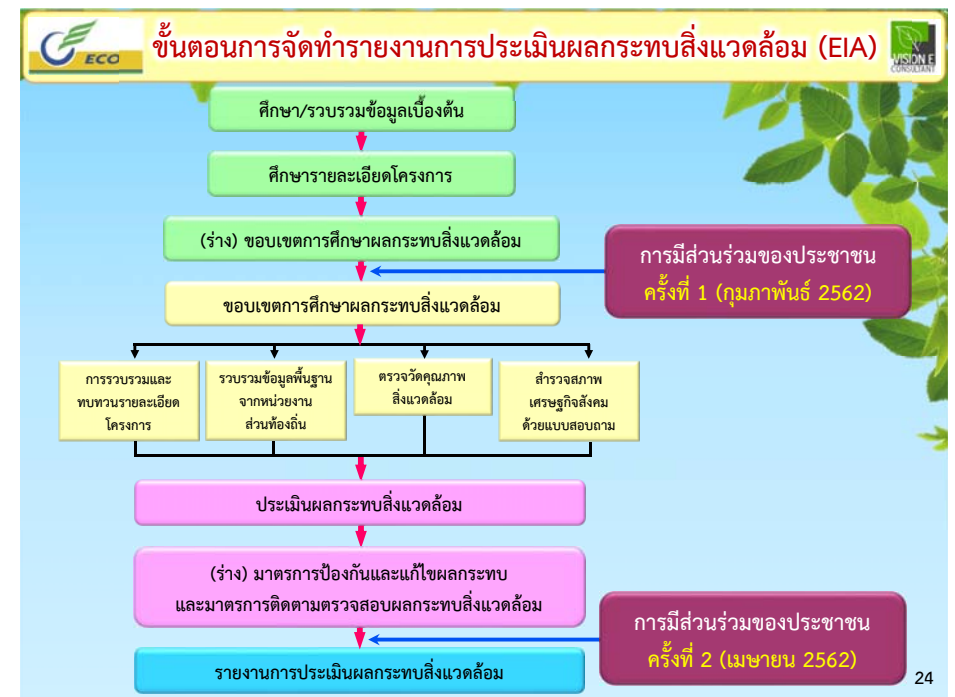 ECO
ขั้นตอนการจัดทำรายงานการประเมินผลกระทบสิ่งแวดล้อม (EIA)
VISION E
CONSULTANT
ศึกษา/รวบรวมข้อมูลเบื้องต้น
ศึกษารายละเอียดโครงการ
(ร่าง) ขอบเขตการศึกษาผลกระทบสิ่งแวดล้อม
การมีส่วนร่วมของประชาชน
ครั้งที่ 1 (กุมภาพันธ์ 2562)
ขอบเขตการศึกษาผลกระทบสิ่งแวดล้อม
การรวบรวมและ
ทบทวนรายละเอียด
โครงการ
รวบรวมข้อมูลพื้นฐาน
จากหน่วยงาน
ส่วนท้องถิ่น
ตรวจวัดคุณภาพ
สิ่งแวดล้อม
สำรวจสภาพ
เศรษฐกิจสังคม
ด้วยแบบสอบถาม
ประเมินผลกระทบสิ่งแวดล้อม
(ร่าง) มาตรการป้องกันและแก้ไขผลกระทบ
และมาตรการติดตามตรวจสอบผลกระทบสิ่งแวดล้อม
การมีส่วนร่วมของประชาชน
ครั้งที่ 2 (เมษายน 2562)
รายงานการประเมินผลกระทบสิ่งแวดล้อม
24